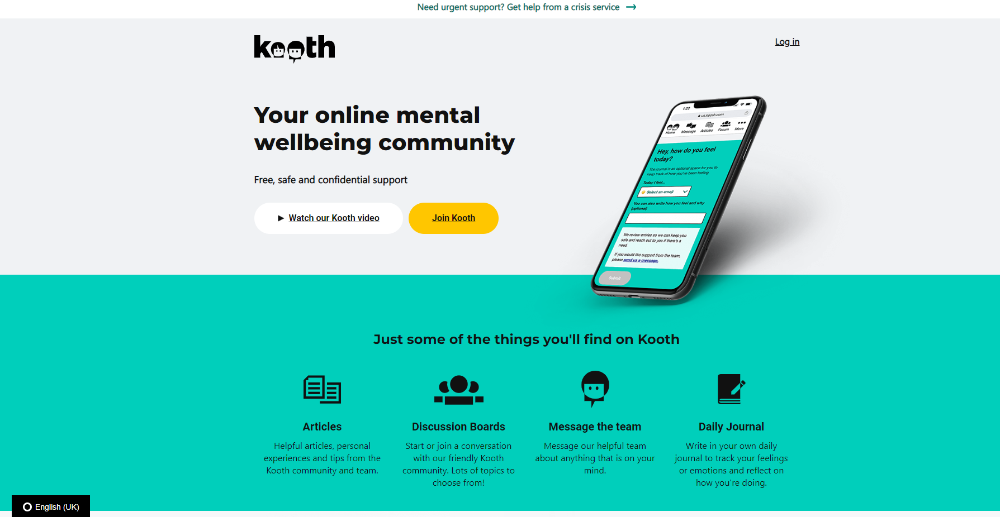 Need urgent support? Get help from a crisis service →
kooth
Log in
Your online mental
wellbeing community
Free, safe and confidential support
▶ Watch our Kooth video
Join Kooth
1:22
us.kooth.com
Home Message Articles Forum More
Hey, how do you feel
today?
The journal is an optional space for you to
keep track of how you've been feeling.
Today I feel...
Select an emoji
You can also write how you feel and why
(optional)
We review entries so we can keep you
safe and reach out to you if there's a
need.
If you would like support from the team,
please send us a message.
Submit
Just some of the things you'll find on Kooth
Articles
Helpful articles, personal
experiences and tips from the
Kooth community and team.
Discussion Boards
Start or join a conversation
with our friendly Kooth
community. Lots of topics to
choose from!
Message the team
Message our helpful team
about anything that is on your
mind.
Daily Journal
Write in your own daily
journal to track your feelings
or emotions and reflect on
how you're doing.
English (UK)